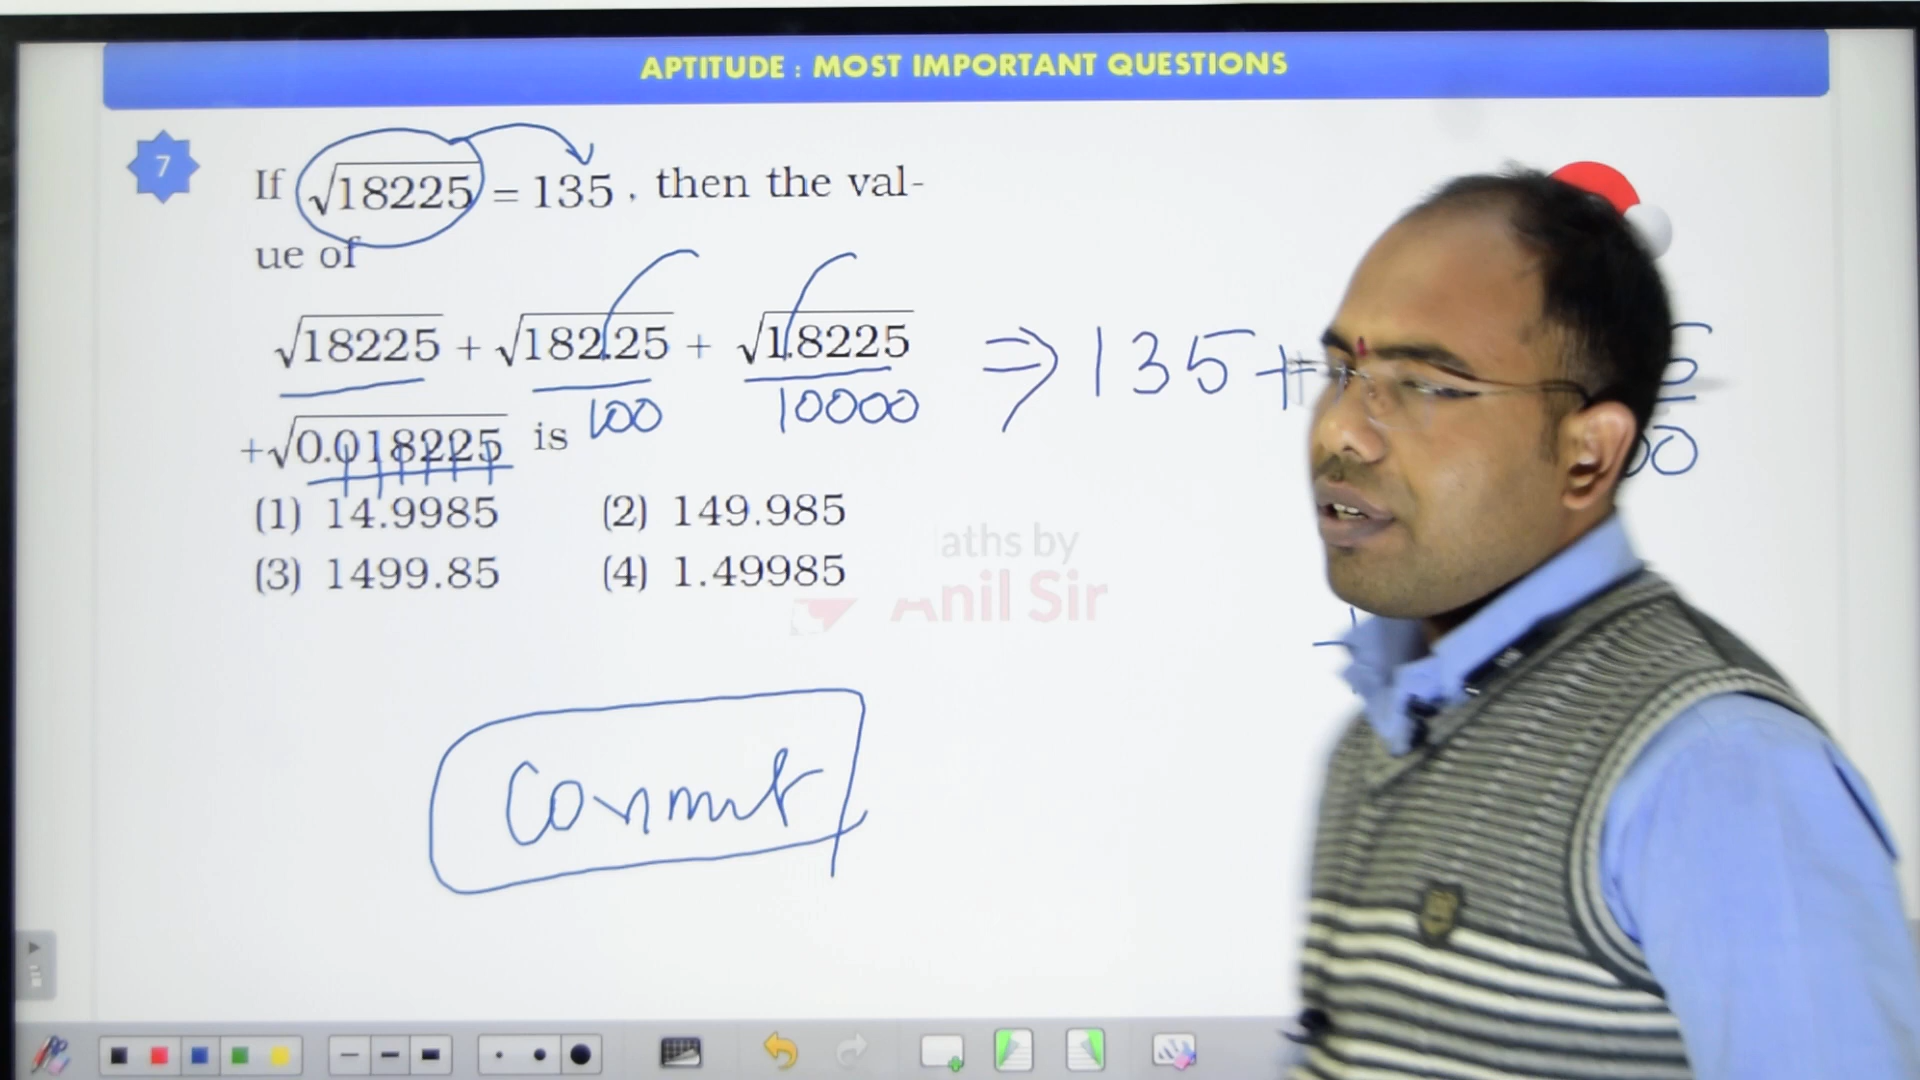 APTITUDE : MOST IMPORTANT QUESTIONS
7
If √18225 = 135, then the val-
ue of
√18225 + √182.25 + √1.8225 ⇒ 135 +
100 10000 00
+√0.018225 is
(1) 14.9985 (2) 149.985
(3) 1499.85 (4) 1.49985
aths by
Anil Sir
+